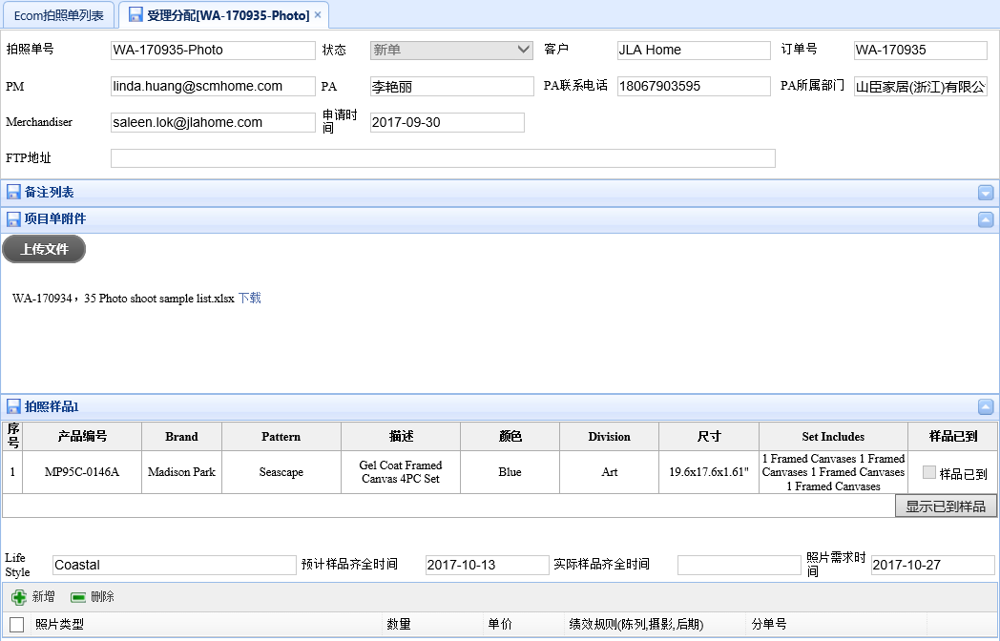 Ecom拍照单列表 受理分配[WA-170935-Photo] ×
拍照单号 WA-170935-Photo 状态 新单 客户 JLA Home 订单号 WA-170935
PM linda.huang@scmhome.com PA 李艳丽 PA联系电话 18067903595 PA所属部门 山臣家居(浙江)有限公
Merchandiser saleen.lok@jlahome.com 申请时间 2017-09-30
FTP地址
备注列表
项目单附件
上传文件
WA-170934，35 Photo shoot sample list.xlsx 下载
拍照样品1
序号 产品编号 Brand Pattern 描述 颜色 Division 尺寸 Set Includes 样品已到
1 MP95C-0146A Madison Park Seascape Gel Coat Framed Canvas 4PC Set Blue Art 19.6x17.6x1.61" 1 Framed Canvases 1 Framed Canvases 1 Framed Canvases 1 Framed Canvases 样品已到
显示已到样品
Life Style Coastal 预计样品齐全时间 2017-10-13 实际样品齐全时间 照片需求时间 2017-10-27
新增 删除
照片类型 数量 单价 绩效规则(陈列,摄影,后期) 分单号